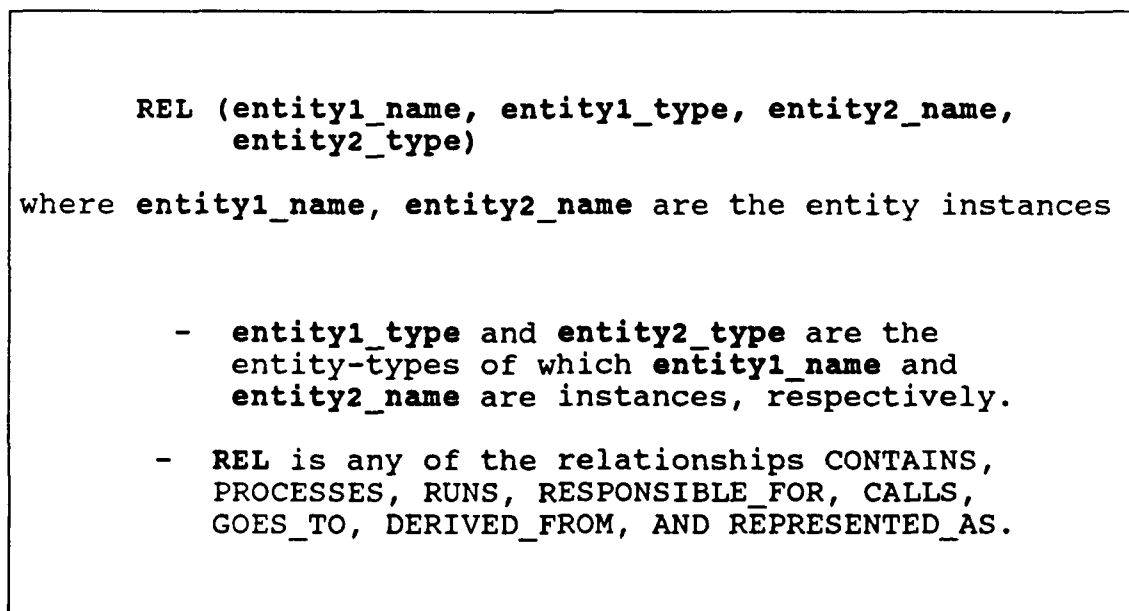 REL (entity1_name, entity1_type, entity2_name,
entity2_type)
where entity1_name, entity2_name are the entity instances
- entity1_type and entity2_type are the
entity-types of which entity1_name and
entity2_name are instances, respectively.
- REL is any of the relationships CONTAINS,
PROCESSES, RUNS, RESPONSIBLE_FOR, CALLS,
GOES_TO, DERIVED_FROM, AND REPRESENTED_AS.